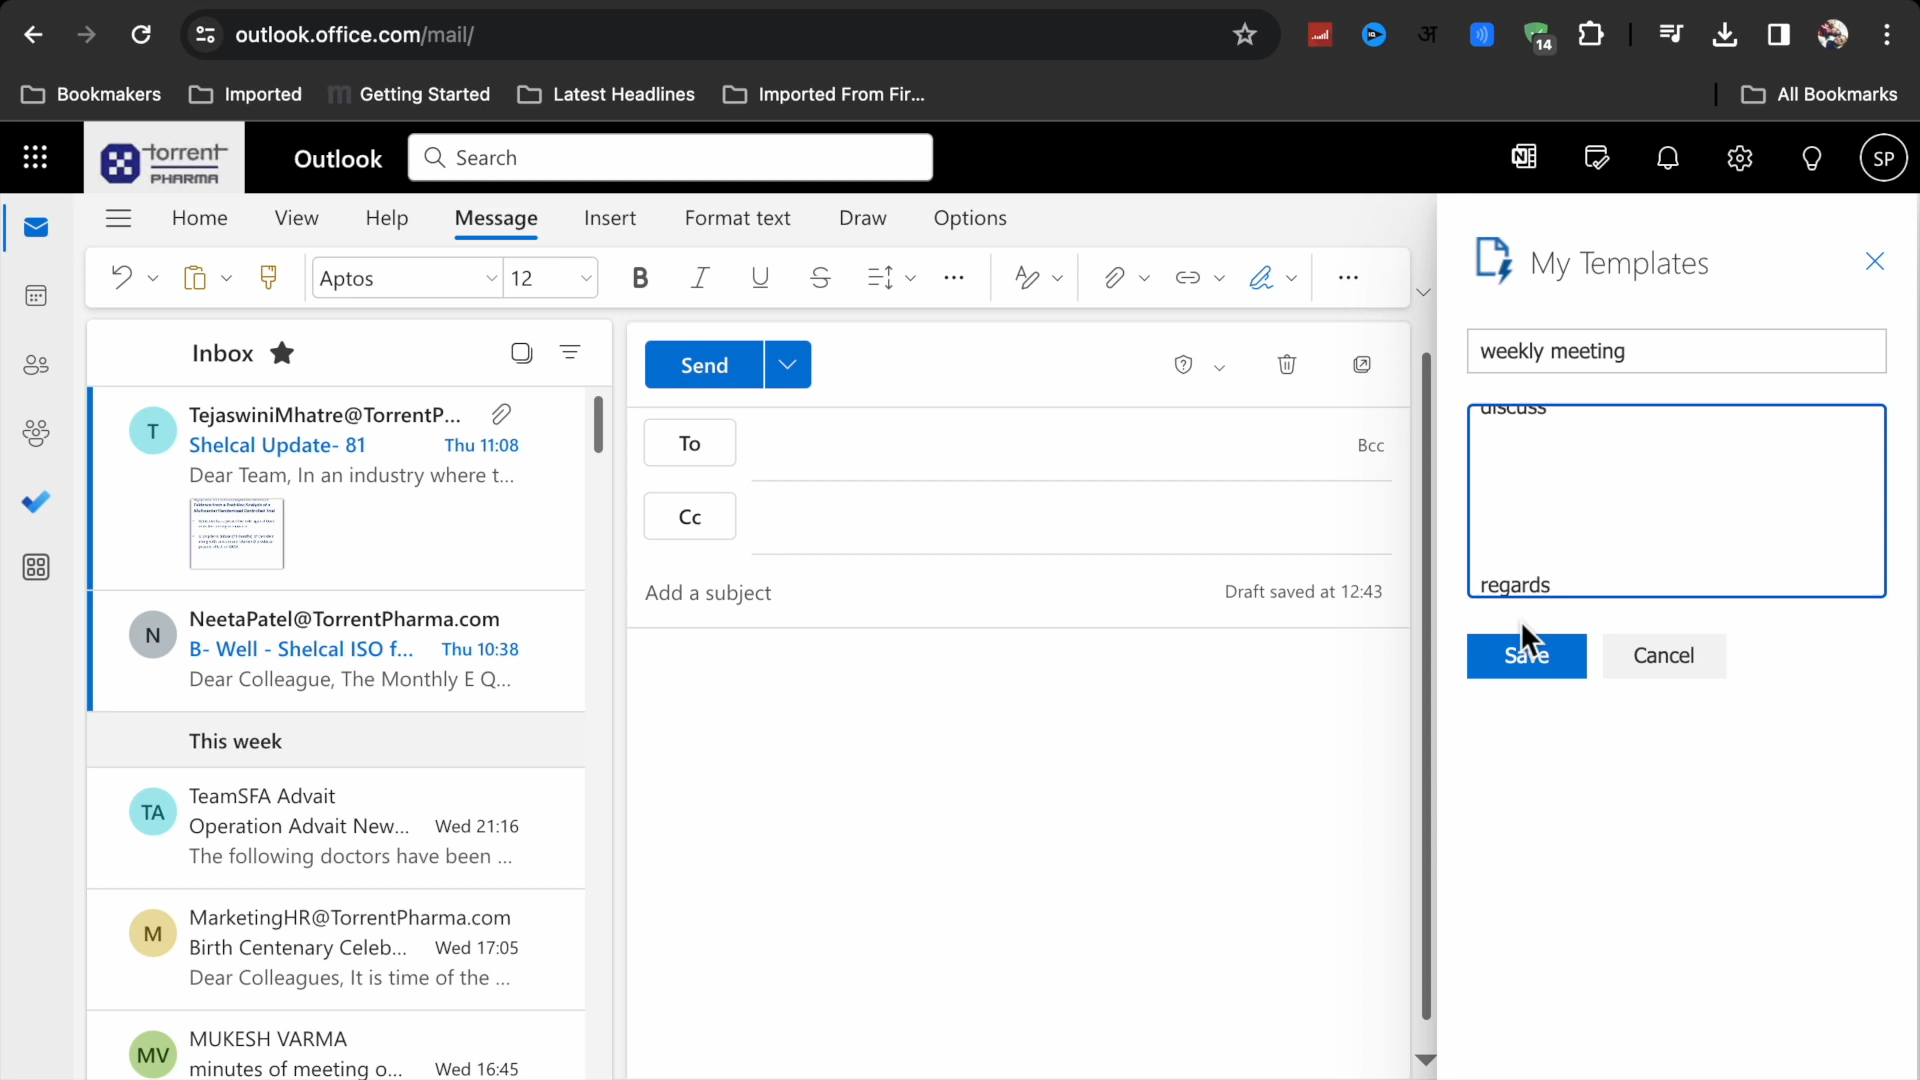 outlook.office.com/mail/
अ
14
Bookmarkers
Imported
Getting Started
Latest Headlines
Imported From Fir...
All Bookmarks
torrent
PHARMA
Outlook
Search
SP
Home
View
Help
Message
Insert
Format text
Draw
Options
Aptos
12
B
I
U
S
...
...
Inbox
T
TejaswiniMhatre@TorrentP...
Shelcal Update- 81
Thu 11:08
Dear Team, In an industry where t...
N
NeetaPatel@TorrentPharma.com
B- Well - Shelcal ISO f...
Thu 10:38
Dear Colleague, The Monthly E Q...
This week
TA
TeamSFA Advait
Operation Advait New...
Wed 21:16
The following doctors have been ...
M
MarketingHR@TorrentPharma.com
Birth Centenary Celeb...
Wed 17:05
Dear Colleagues, It is time of the ...
MV
MUKESH VARMA
minutes of meeting o...
Wed 16:45
Send
To
Bcc
Cc
Add a subject
Draft saved at 12:43
My Templates
weekly meeting
discuss
regards
Save
Cancel